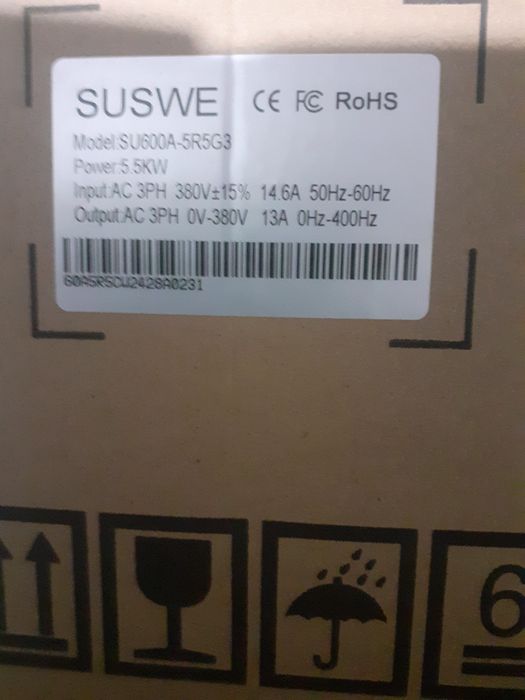 SUSWE CE FC RoHS
Model:SU600A-5R5G3
Power:5.5KW
Input:AC 3PH 380V±15% 14.6A 50Hz-60Hz
Output:AC 3PH 0V-380V 13A 0Hz-400Hz
60A5R5CW2428A0231
6